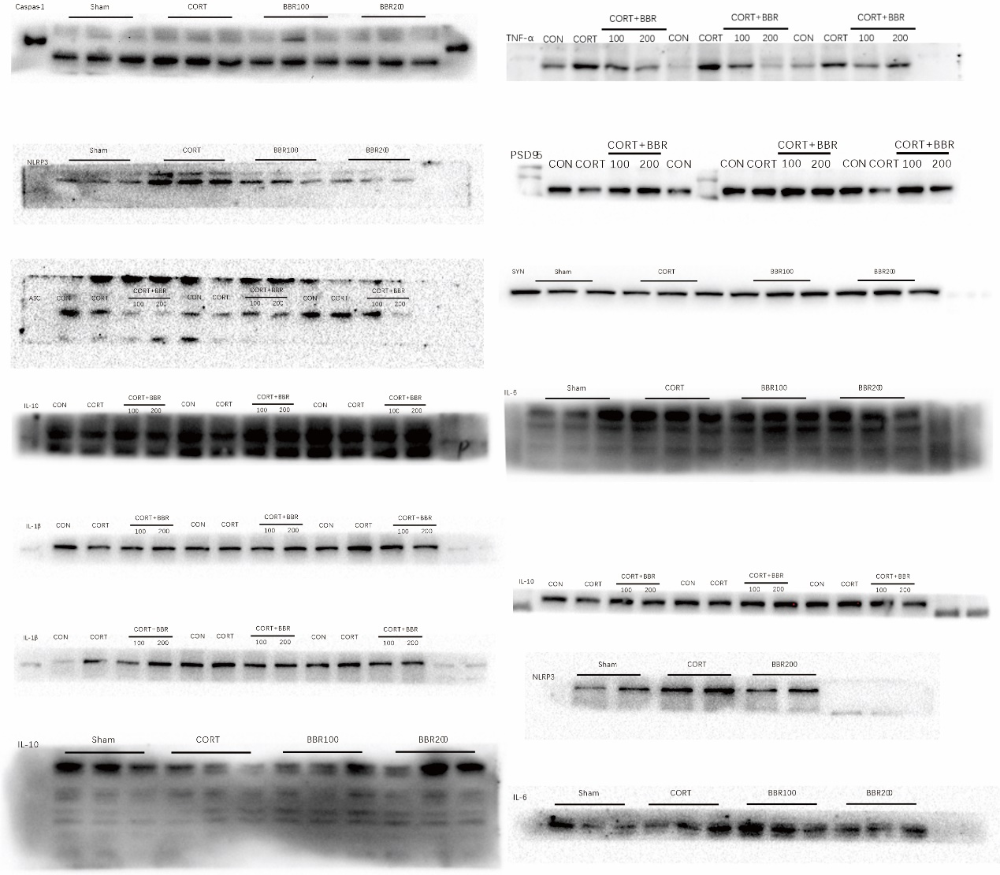 Caspas-1 Sham CORT BBR100 BBR200
NLRP3 Sham CORT BBR100 BBR200
CORT+BBR CORT+BBR CORT+BBR
ASC CON CORT 100 200 CON CORT 100 200 CON CORT 100 200
CORT+BBR CORT+BBR CORT+BBR
IL-10 CON CORT 100 200 CON CORT 100 200 CON CORT 100 200
CORT+BBR CORT+BBR CORT+BBR
IL-1β CON CORT 100 200 CON CORT 100 200 CON CORT 100 200
CORT+BBR CORT+BBR CORT+BBR
IL-1β CON CORT 100 200 CON CORT 100 200 CON CORT 100 200
IL-10 Sham CORT BBR100 BBR200
CORT+BBR CORT+BBR CORT+BBR
TNF-α CON CORT 100 200 CON CORT 100 200 CON CORT 100 200
CORT+BBR CORT+BBR CORT+BBR
PSD95 CON CORT 100 200 CON CON CORT 100 200 CON CORT 100 200
SYN Sham CORT BBR100 BBR200
IL-6 Sham CORT BBR100 BBR200
CORT+BBR CORT+BBR CORT+BBR
IL-10 CON CORT 100 200 CON CORT 100 200 CON CORT 100 200
NLRP3 Sham CORT BBR200
IL-6 Sham CORT BBR100 BBR200